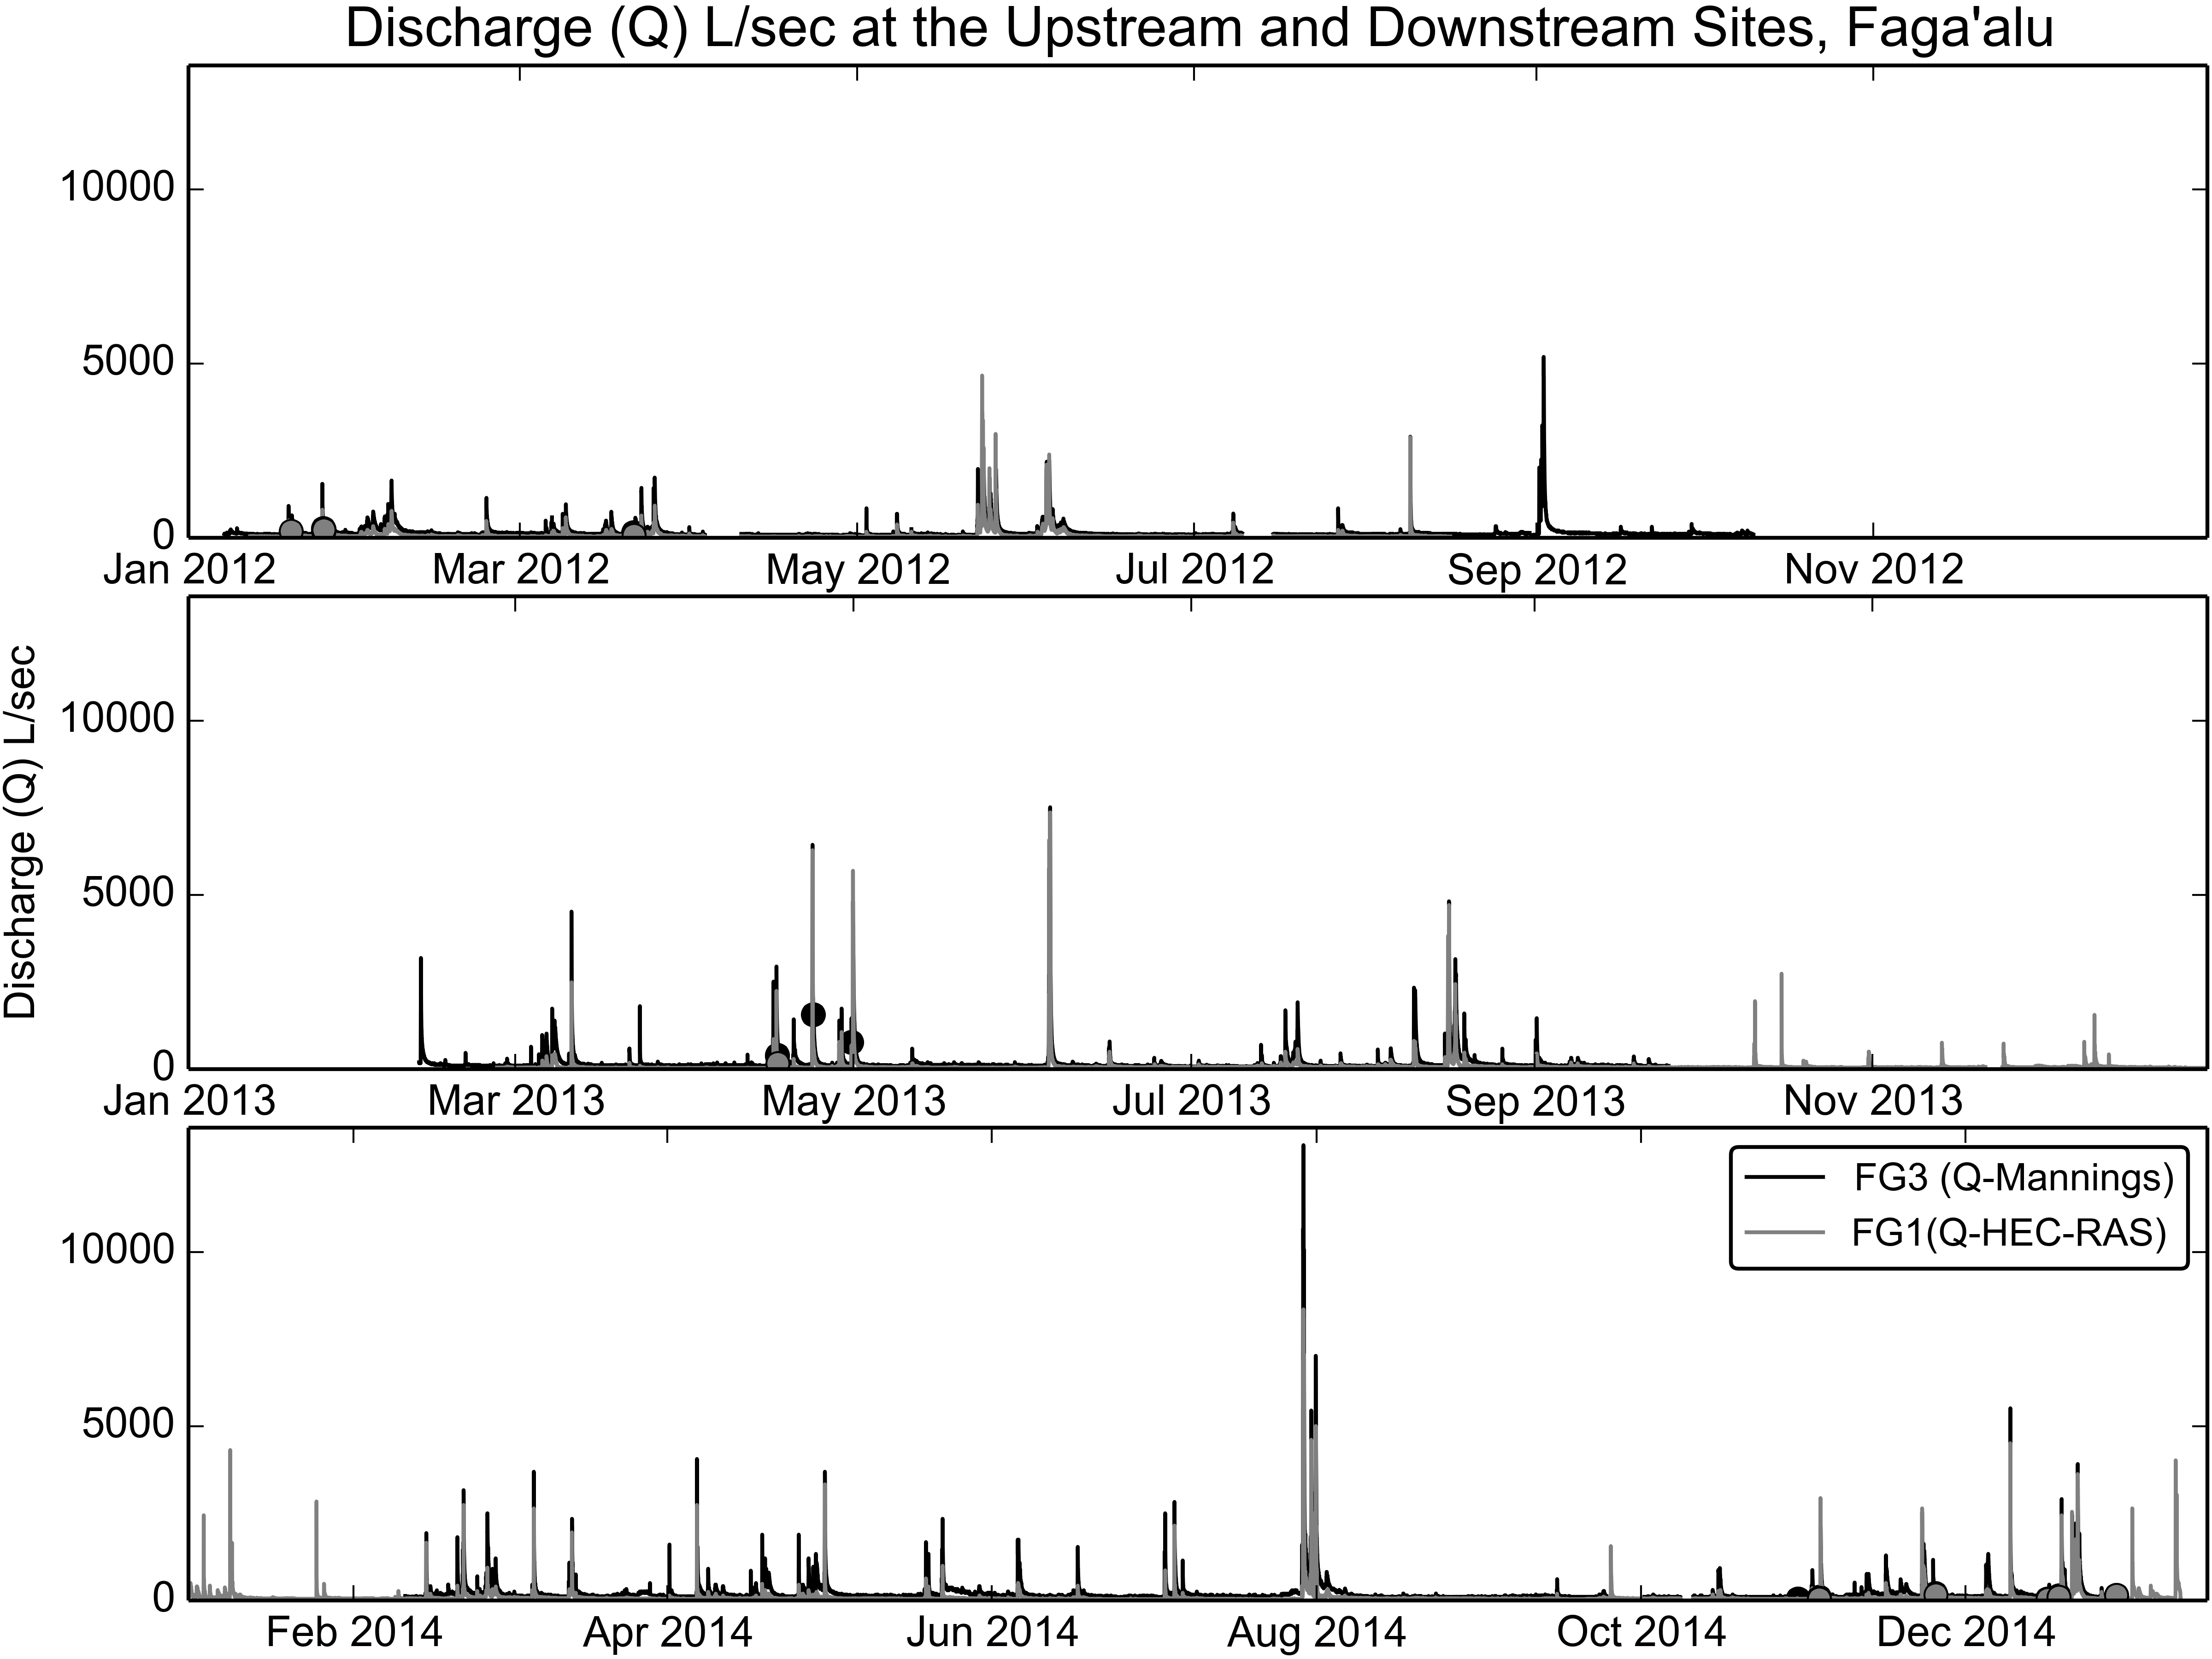 Discharge (Q) L/sec at the Upstream and Downstream Sites, Faga'alu
10000
5000
0
Jan 2012 Mar 2012 May 2012 Jul 2012 Sep 2012 Nov 2012
Discharge (Q) L/sec
10000
5000
0
Jan 2013 Mar 2013 May 2013 Jul 2013 Sep 2013 Nov 2013
FG3 (Q-Mannings)
FG1(Q-HEC-RAS)
10000
5000
0
Feb 2014 Apr 2014 Jun 2014 Aug 2014 Oct 2014 Dec 2014